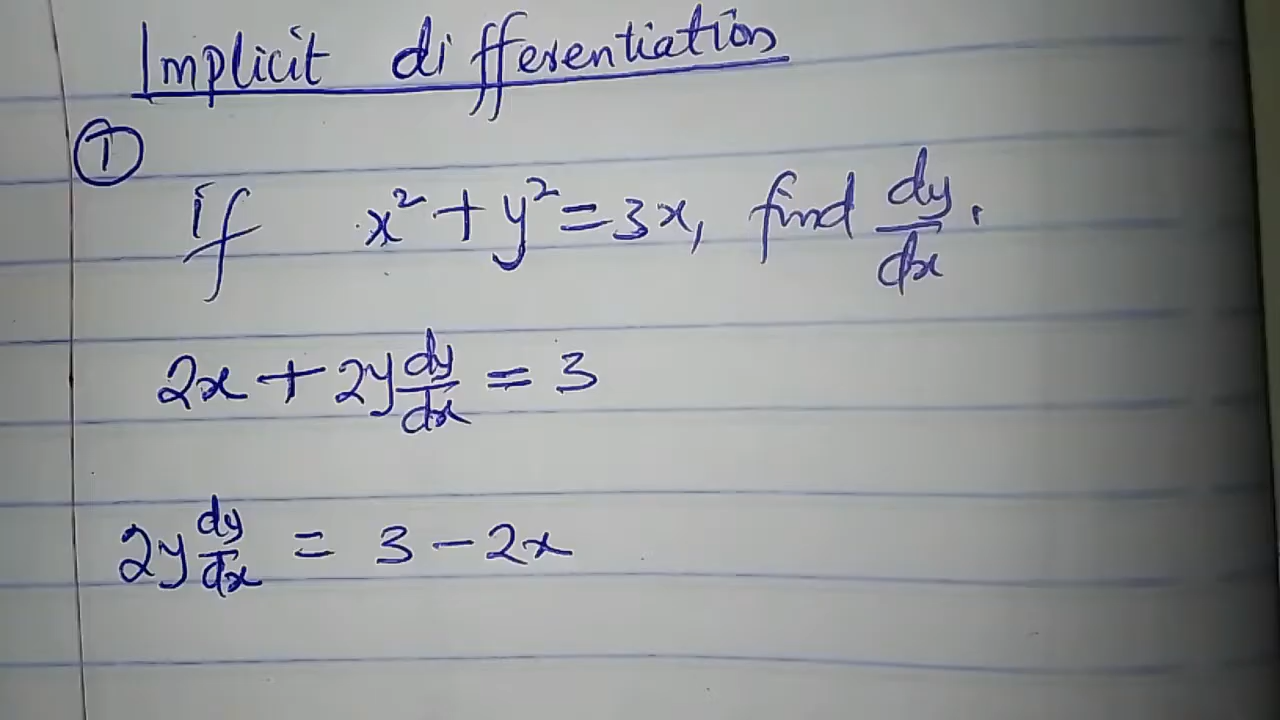 Implicit differentiation
①
If x² + y² = 3x, find dy/dx.
2x + 2y dy/dx = 3
2y dy/dx = 3 - 2x